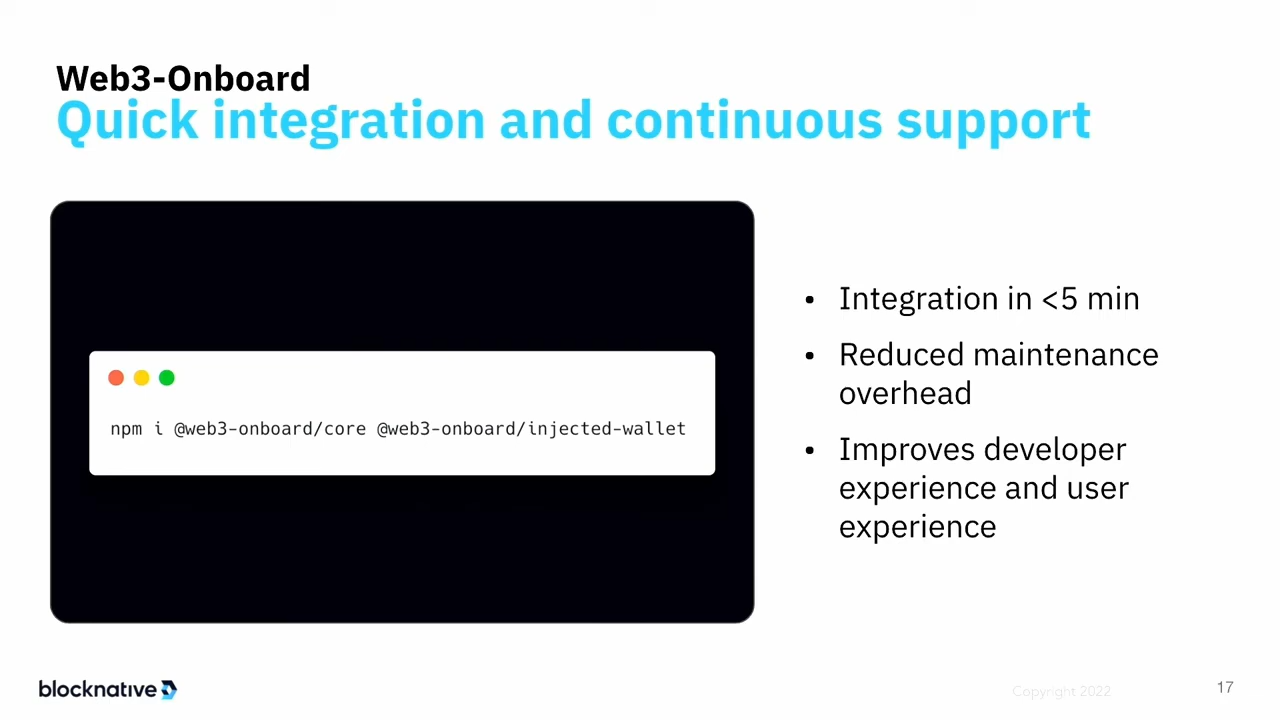 Web3-Onboard
Quick integration and continuous support
npm i @web3-onboard/core @web3-onboard/injected-wallet
• Integration in <5 min
• Reduced maintenance
overhead
• Improves developer
experience and user
experience
blocknative
Copyright 2022
17